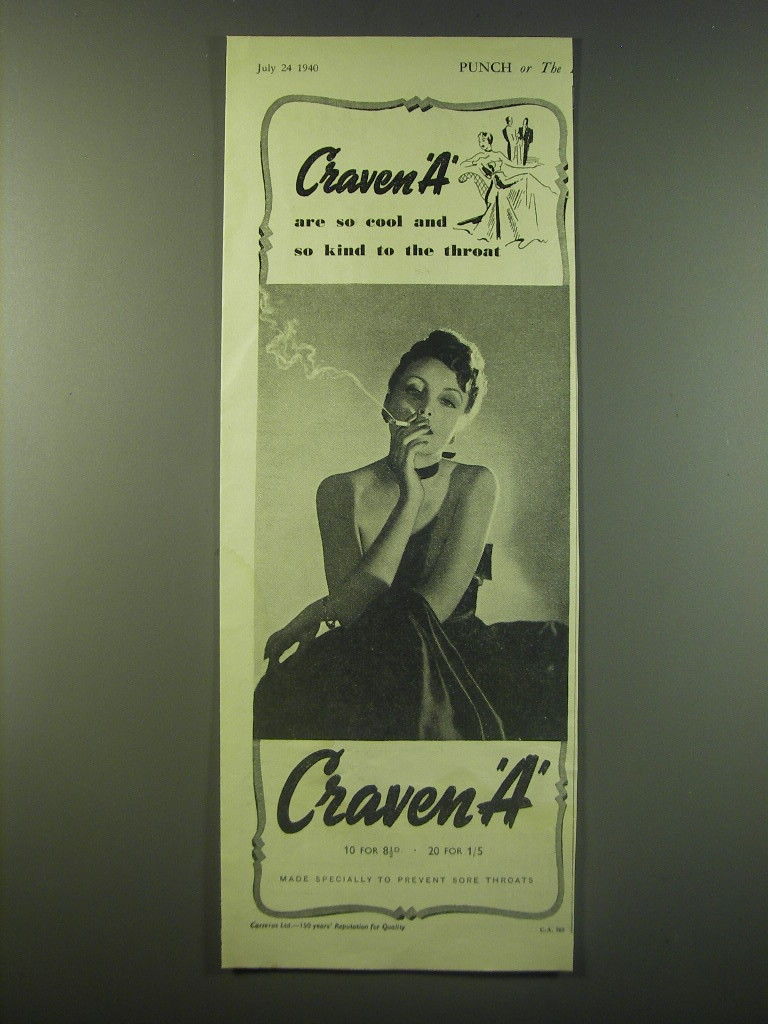 July 24 1940
PUNCH or The
Craven 'A'
are so cool and
so kind to the throat
Craven 'A'
10 FOR 8½D. · 20 FOR 1/5
MADE SPECIALLY TO PREVENT SORE THROATS
Carreras Ltd.—150 years' Reputation for Quality